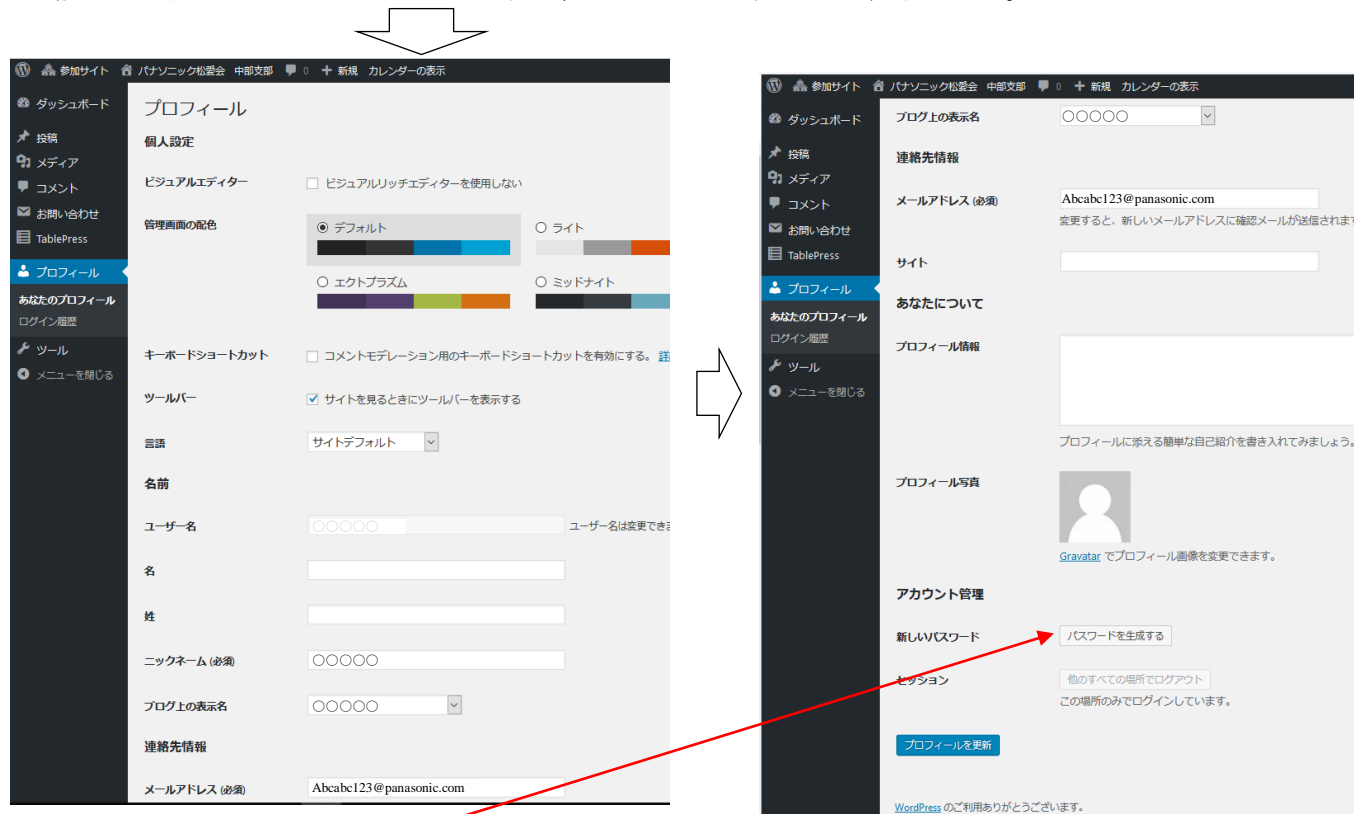 参加サイト パナソニック松愛会 中部支部 0 + 新規 カレンダーの表示
ダッシュボード
投稿
メディア
コメント
お問い合わせ
TablePress
プロフィール
あなたのプロフィール
ログイン履歴
ツール
メニューを閉じる
プロフィール
個人設定
ビジュアルエディター ビジュアルリッチエディターを使用しない
管理画面の配色 デフォルト ライト
エクトプラズム ミッドナイト
キーボードショートカット コメントモデレーション用のキーボードショートカットを有効にする。
ツールバー サイトを見るときにツールバーを表示する
言語 サイトデフォルト
名前
ユーザー名 ○○○○○ ユーザー名は変更でき
名
姓
ニックネーム (必須) ○○○○○
ブログ上の表示名 ○○○○○
連絡先情報
メールアドレス (必須) Abcabc123@panasonic.com
参加サイト パナソニック松愛会 中部支部 0 + 新規 カレンダーの表示
ダッシュボード
投稿
メディア
コメント
お問い合わせ
TablePress
プロフィール
あなたのプロフィール
ログイン履歴
ツール
メニューを閉じる
ブログ上の表示名 ○○○○○
連絡先情報
メールアドレス (必須) Abcabc123@panasonic.com
変更すると、新しいメールアドレスに確認メールが送信されます
サイト
あなたについて
プロフィール情報
プロフィールに添える簡単な自己紹介を書き入れてみましょう。
プロフィール写真
Gravatar でプロフィール画像を変更できます。
アカウント管理
新しいパスワード パスワードを生成する
セッション 他のすべての場所でログアウト
この場所のみでログインしています。
プロフィールを更新
WordPress のご利用ありがとうございます。